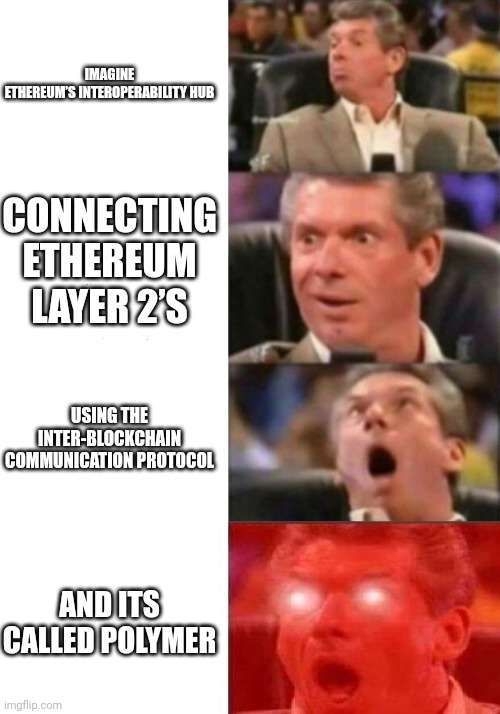 IMAGINE
ETHEREUM'S INTEROPERABILITY HUB
CONNECTING
ETHEREUM
LAYER 2'S
USING THE
INTER-BLOCKCHAIN
COMMUNICATION PROTOCOL
AND ITS
CALLED POLYMER
imgflip.com